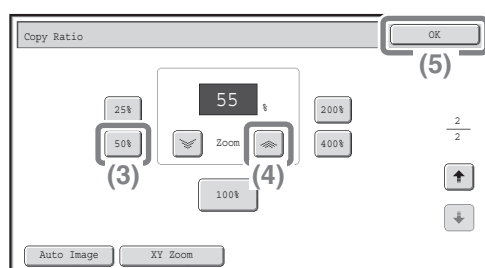 Copy Ratio
OK
(5)
55 %
25%
200%
50%
Zoom
400%
(3)
(4)
100%
2
2
Auto Image
XY Zoom